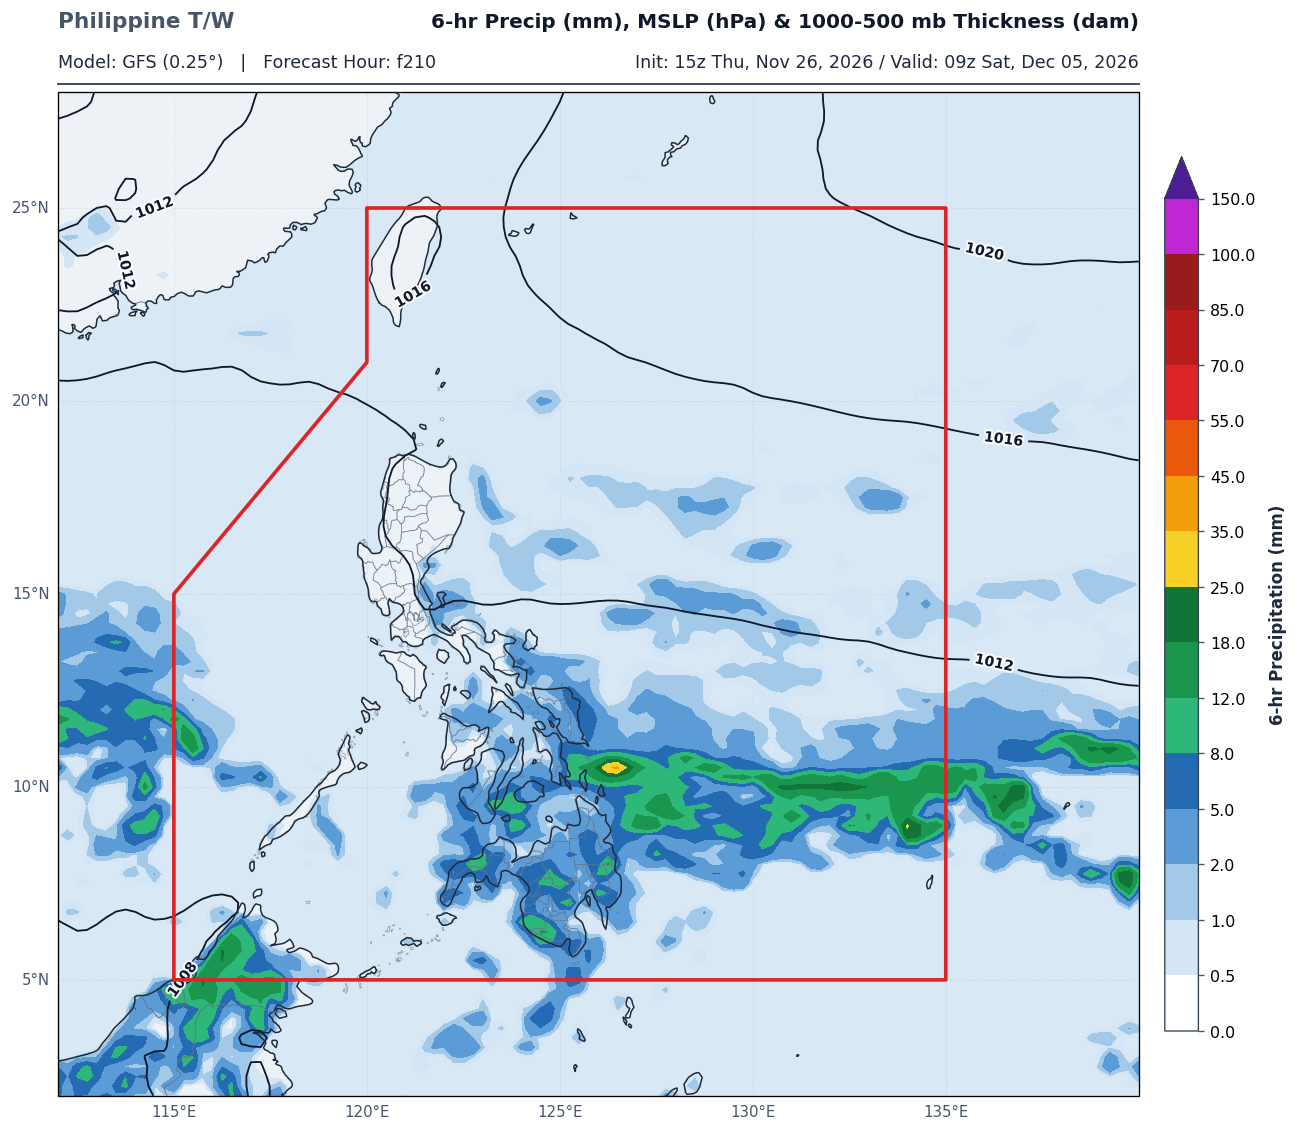 Philippine T/W
6-hr Precip (mm), MSLP (hPa) & 1000-500 mb Thickness (dam)
Model: GFS (0.25°) | Forecast Hour: f210
Init: 15z Thu, Nov 26, 2026 / Valid: 09z Sat, Dec 05, 2026
25°N
20°N
15°N
10°N
5°N
115°E
120°E
125°E
130°E
135°E
1012
1012
1016
1020
1016
1012
1008
150.0
100.0
85.0
70.0
55.0
45.0
35.0
25.0
18.0
12.0
8.0
5.0
2.0
1.0
0.5
0.0
6-hr Precipitation (mm)